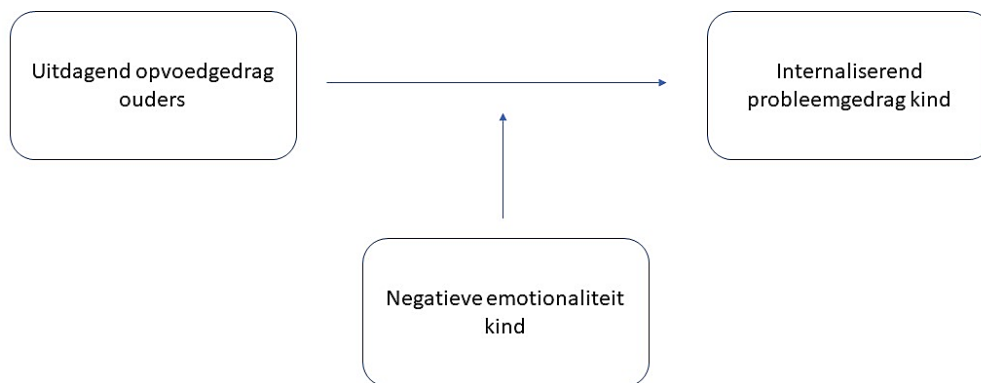 Uitdagend opvoedgedrag
ouders
Internaliserend
probleemgedrag kind
Negatieve emotionaliteit
kind